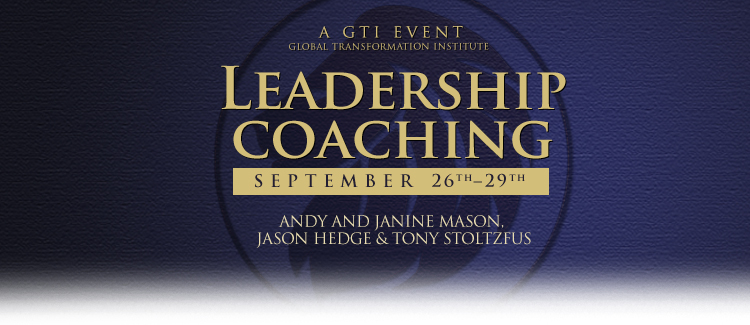 A GTI EVENT
GLOBAL TRANSFORMATION INSTITUTE
LEADERSHIP
COACHING
SEPTEMBER 26TH–29TH
ANDY AND JANINE MASON,
JASON HEDGE & TONY STOLTZFUS